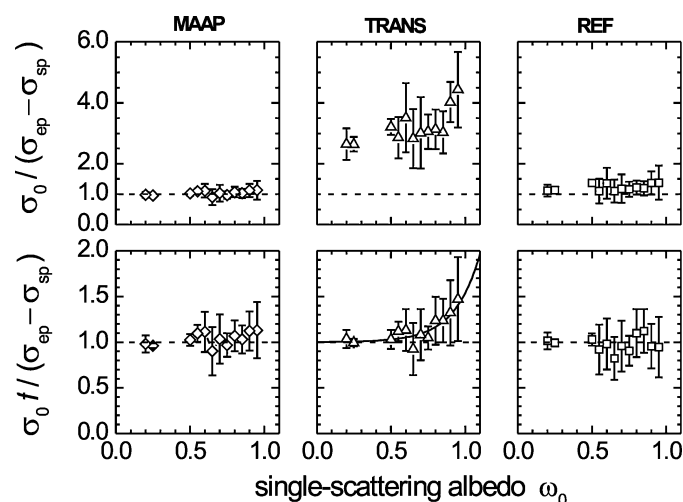 MAAP TRANS REF
σ₀ / (σₑₚ − σₛₚ)
6.0
4.0
2.0
1.0
0.0
σ₀ f / (σₑₚ − σₛₚ)
2.0
1.5
1.0
0.5
0.0
0.0 0.5 1.0 0.0 0.5 1.0 0.0 0.5 1.0
single-scattering albedo ω₀